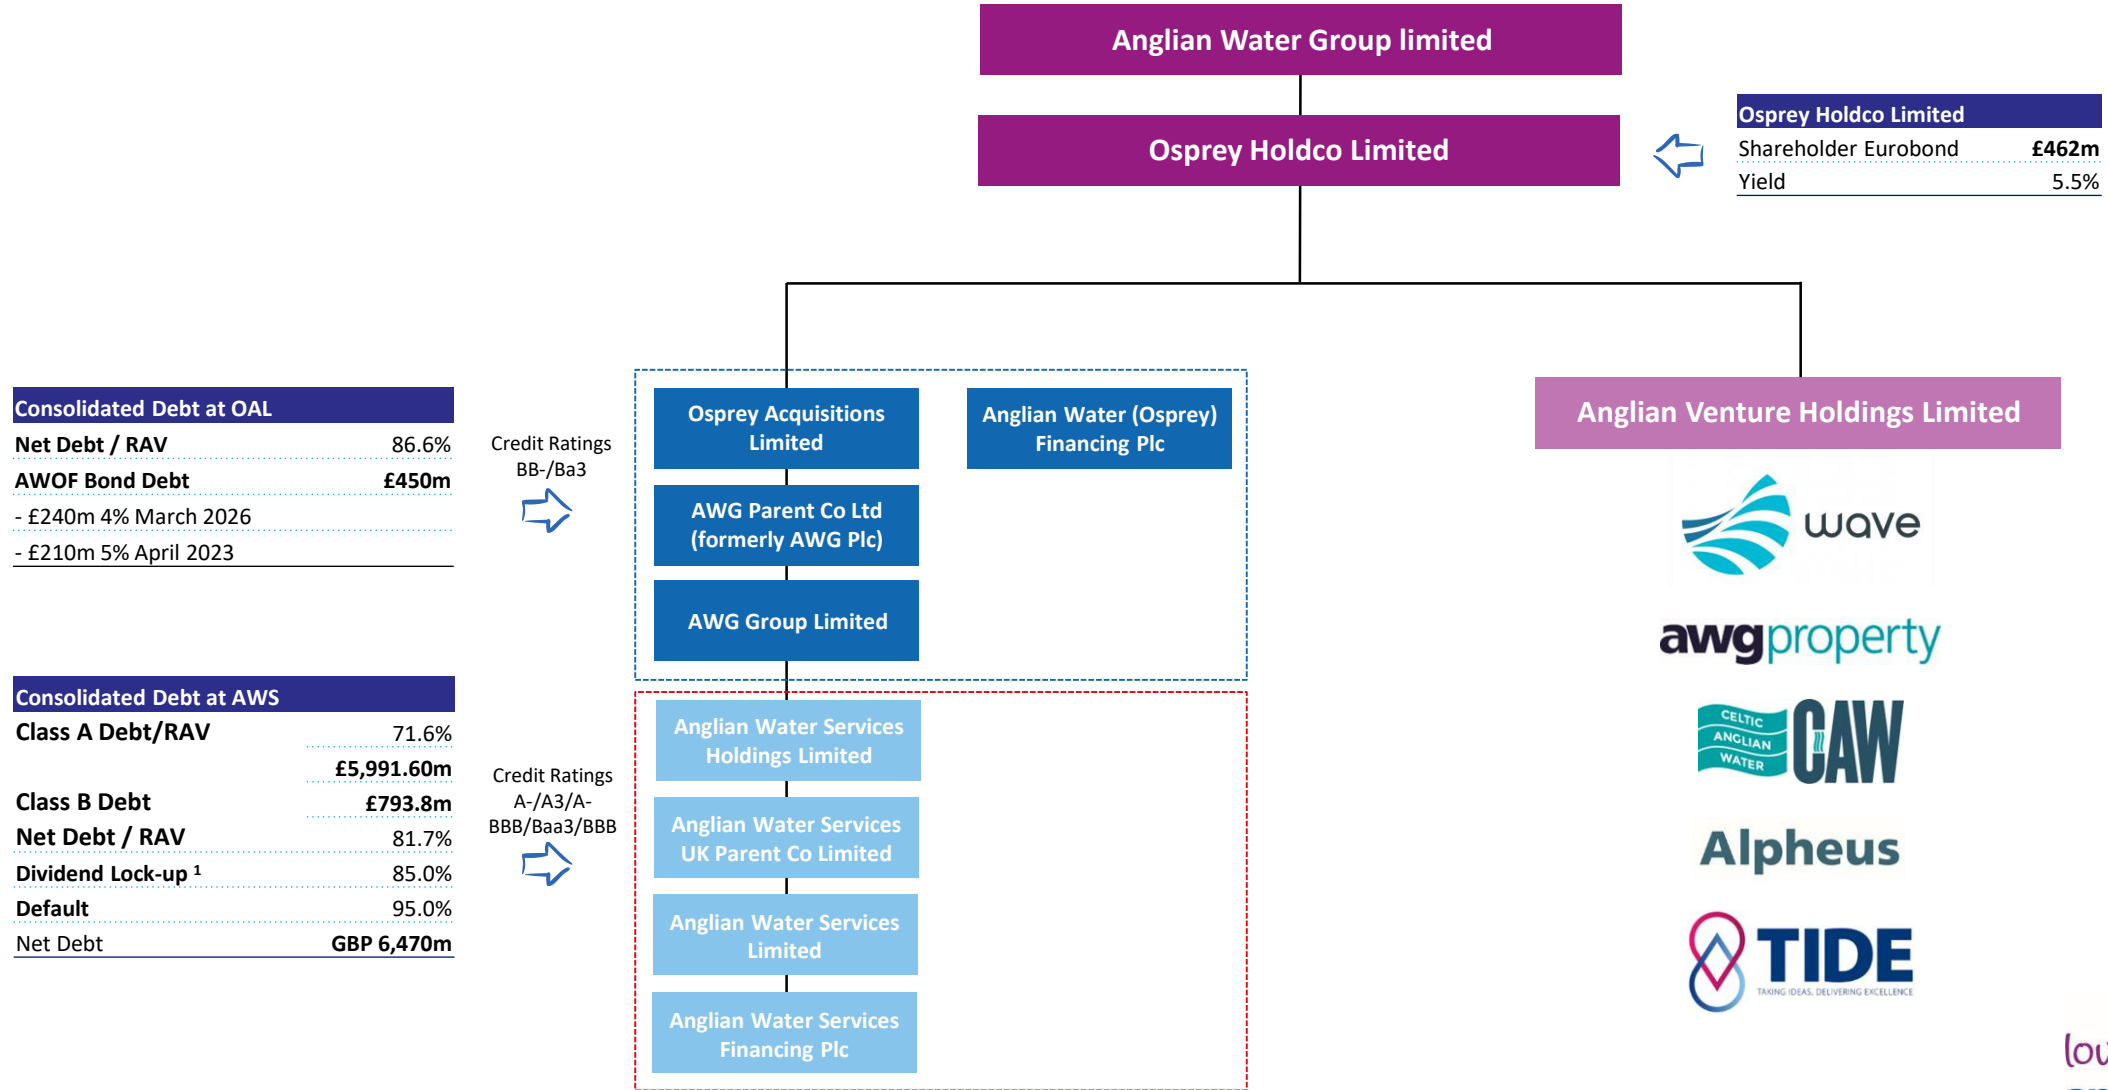 Anglian Water Group limited
Osprey Holdco Limited
Osprey Holdco Limited
Shareholder Eurobond £462m
Yield 5.5%
Consolidated Debt at OAL
Net Debt / RAV 86.6%
AWOF Bond Debt £450m
- £240m 4% March 2026
- £210m 5% April 2023
Credit Ratings
BB-/Ba3
Osprey Acquisitions
Limited
Anglian Water (Osprey)
Financing Plc
AWG Parent Co Ltd
(formerly AWG Plc)
AWG Group Limited
Consolidated Debt at AWS
Class A Debt/RAV 71.6%
£5,991.60m
Class B Debt £793.8m
Net Debt / RAV 81.7%
Dividend Lock-up ¹ 85.0%
Default 95.0%
Net Debt GBP 6,470m
Credit Ratings
A-/A3/A-
BBB/Baa3/BBB
Anglian Water Services
Holdings Limited
Anglian Water Services
UK Parent Co Limited
Anglian Water Services
Limited
Anglian Water Services
Financing Plc
Anglian Venture Holdings Limited
wave
awgproperty
CELTIC
ANGLIAN
WATER
CAW
Alpheus
TIDE
TAKING IDEAS, DELIVERING EXCELLENCE